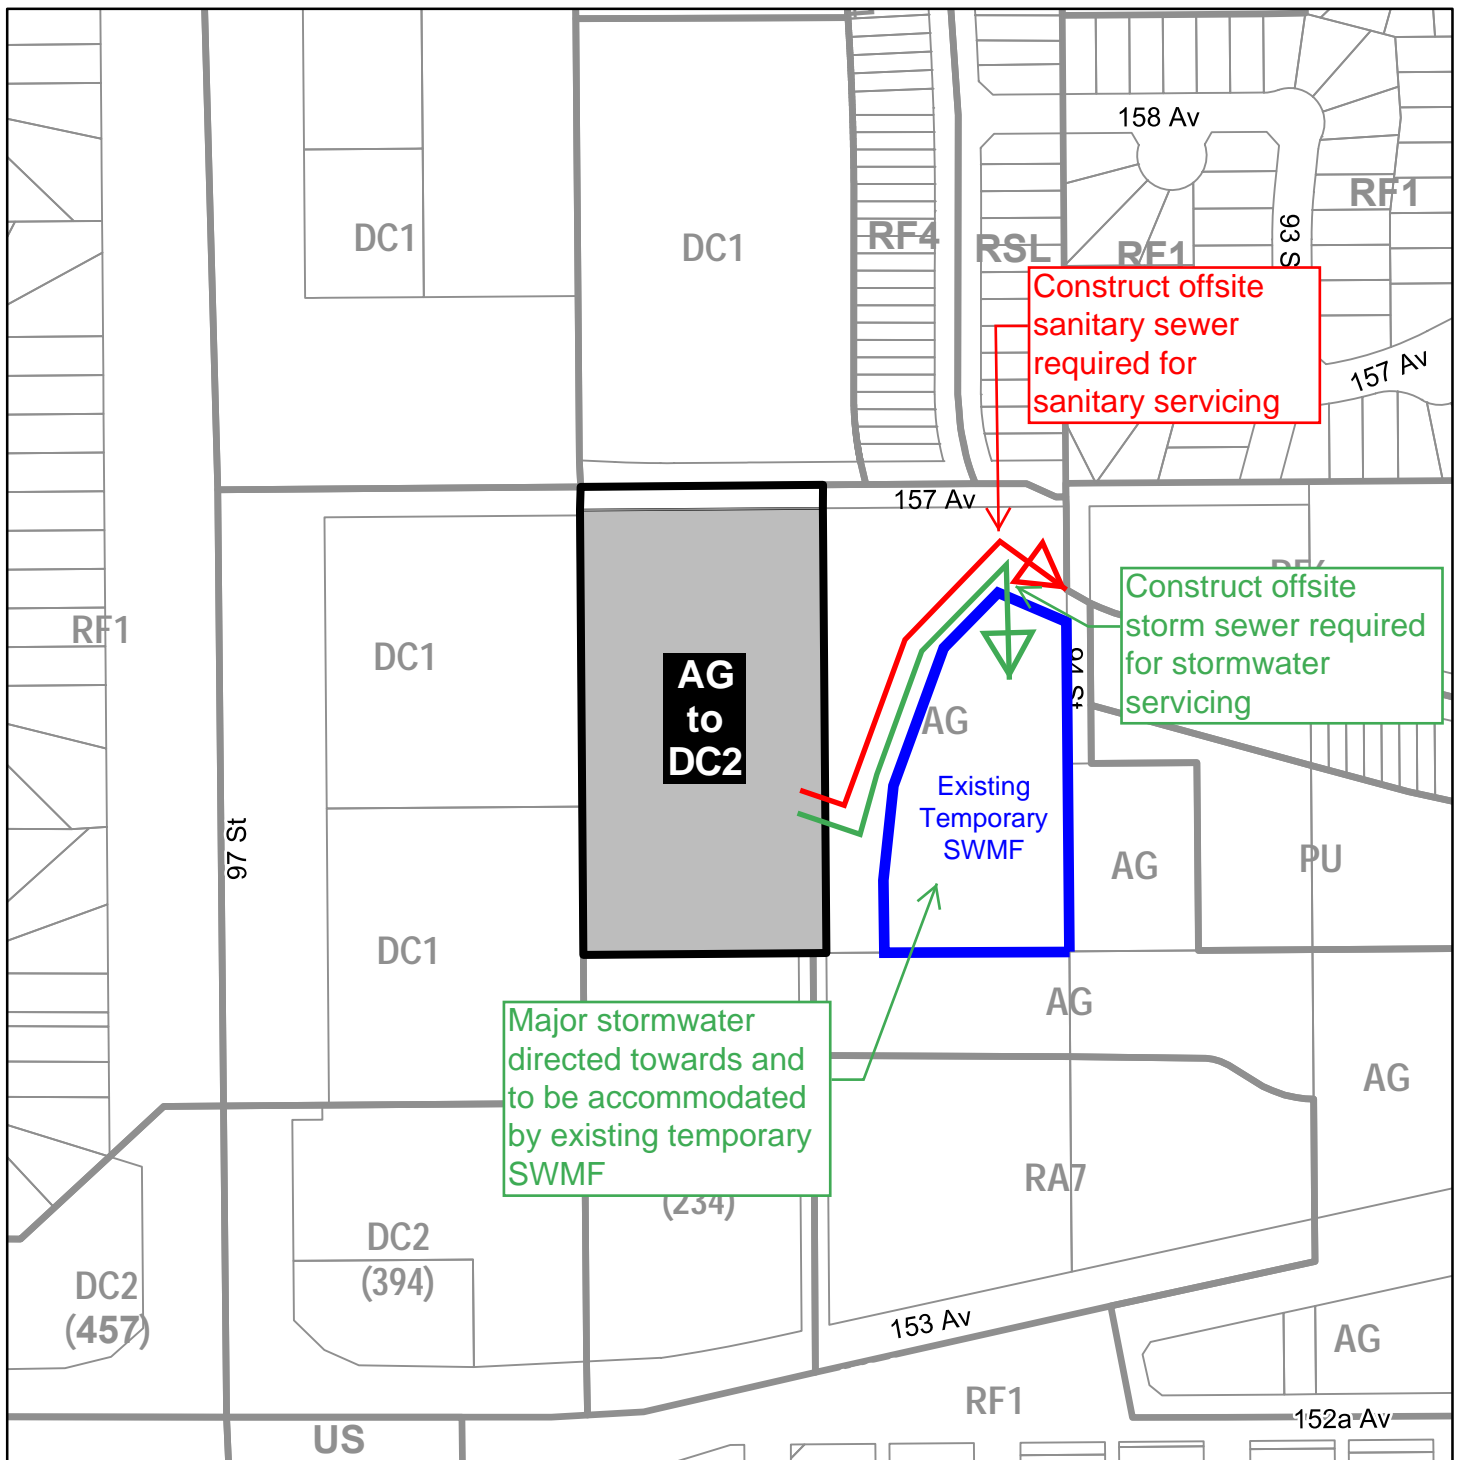 158 Av
RF1
93 S
DC1
DC1
RF4
RSL
RF1
Construct offsite
sanitary sewer
required for
sanitary servicing
157 Av
157 Av
Construct offsite
storm sewer required
for stormwater
servicing
RF1
DC1
AG
to
DC2
94 St
AG
Existing
Temporary
SWMF
97 St
AG
PU
DC1
AG
Major stormwater
directed towards and
to be accommodated
by existing temporary
SWMF
AG
RA7
(234)
DC2
(394)
DC2
(457)
153 Av
AG
RF1
152a Av
US